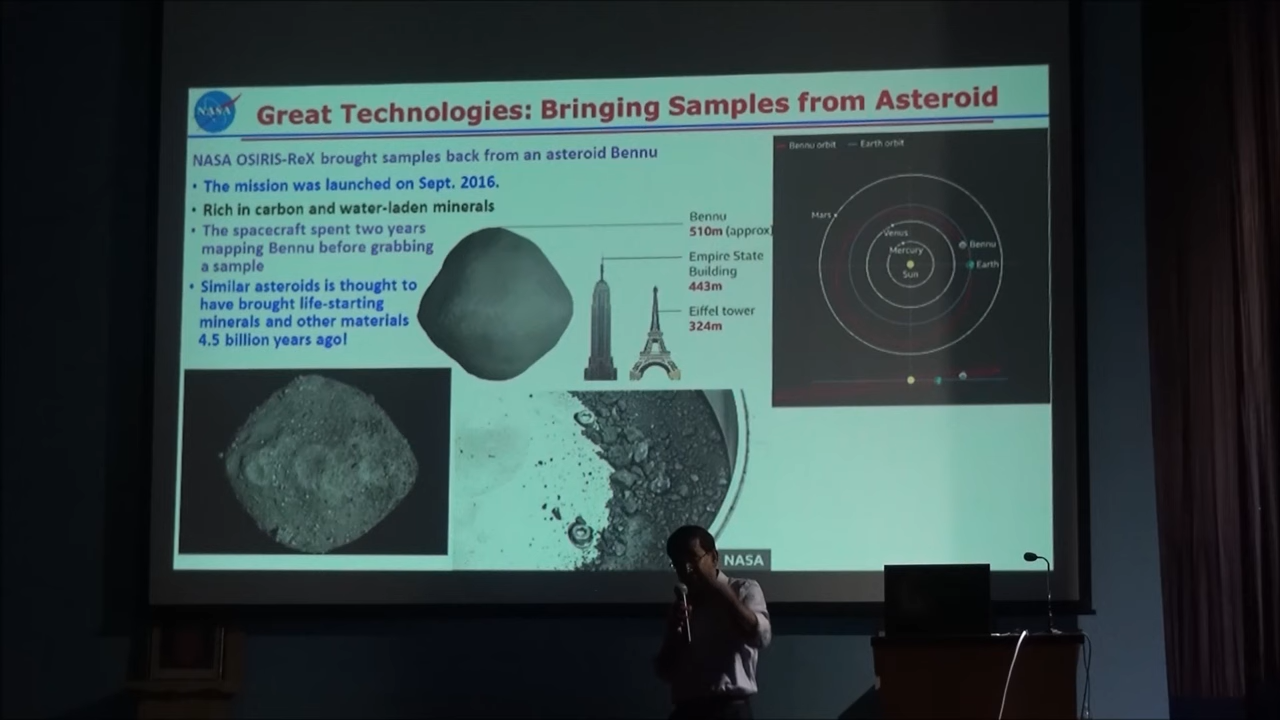 NASA
Great Technologies: Bringing Samples from Asteroid
NASA OSIRIS-ReX brought samples back from an asteroid Bennu
• The mission was launched on Sept. 2016.
• Rich in carbon and water-laden minerals
• The spacecraft spent two years
mapping Bennu before grabbing
a sample
• Similar asteroids is thought to
have brought life-starting
minerals and other materials
4.5 billion years ago!
Bennu
510m (approx)
Empire State
Building
443m
Eiffel tower
324m
Bennu orbit
Earth orbit
Mars
Venus
Mercury
Sun
Bennu
Earth
NASA